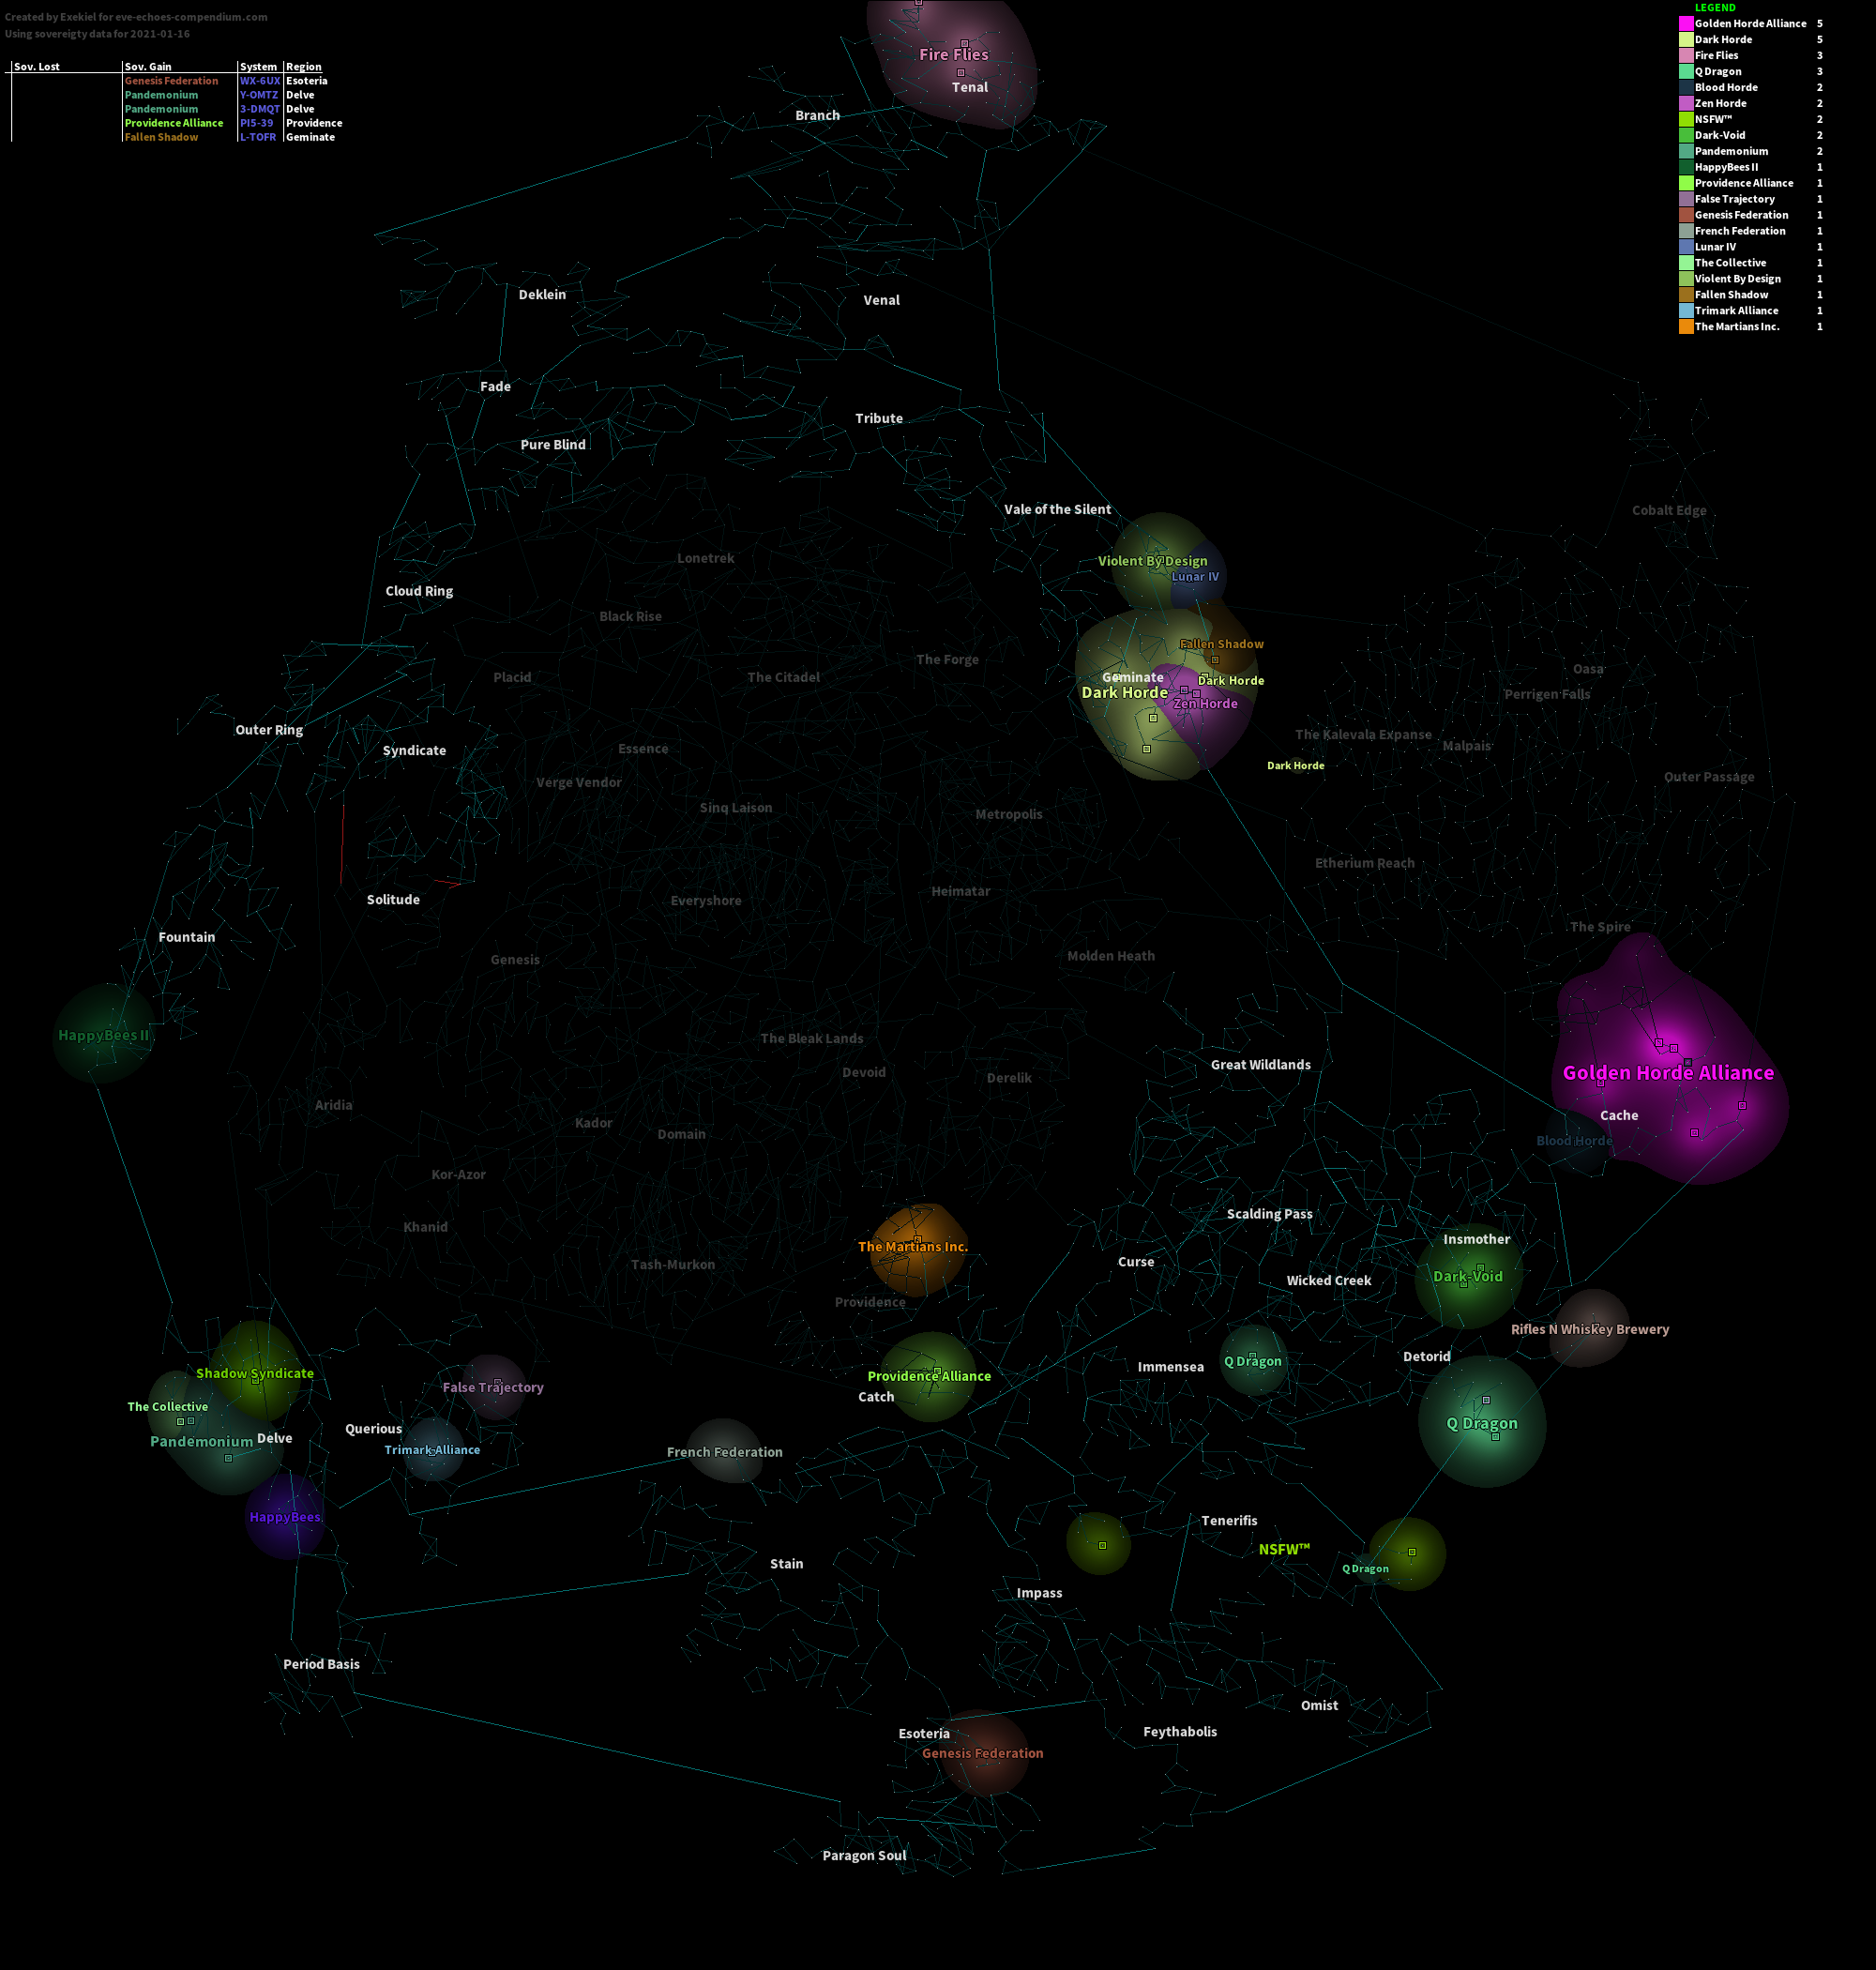 Created by Exekiel for eve-echoes-compendium.com
Using sovereigty data for 2021-01-16
Sov. Lost Sov. Gain System Region
Genesis Federation WX-6UX Esoteria
Pandemonium Y-OMTZ Delve
Pandemonium 3-DMQT Delve
Providence Alliance PI5-39 Providence
Fallen Shadow L-TOFR Geminate
LEGEND
Golden Horde Alliance 5
Dark Horde 5
Fire Flies 3
Q Dragon 3
Blood Horde 2
Zen Horde 2
NSFW™ 2
Dark-Void 2
Pandemonium 2
HappyBees II 1
Providence Alliance 1
False Trajectory 1
Genesis Federation 1
French Federation 1
Lunar IV 1
The Collective 1
Violent By Design 1
Fallen Shadow 1
Trimark Alliance 1
The Martians Inc. 1
Fire Flies
Tenal
Branch
Deklein
Venal
Fade
Tribute
Pure Blind
Vale of the Silent
Cobalt Edge
Lonetrek
Violent By Design
Lunar IV
Cloud Ring
Black Rise
Fallen Shadow
The Forge
Oasa
Placid
The Citadel
Geminate
Dark Horde
Dark Horde
Perrigen Falls
Zen Horde
Outer Ring
Syndicate
Essence
The Kalevala Expanse
Malpais
Dark Horde
Verge Vendor
Outer Passage
Sinq Laison
Metropolis
Etherium Reach
Heimatar
Solitude
Everyshore
The Spire
Fountain
Molden Heath
Genesis
HappyBees II
The Bleak Lands
Great Wildlands
Golden Horde Alliance
Devoid
Derelik
Aridia
Cache
Kador
Domain
Blood Horde
Kor-Azor
Scalding Pass
Khanid
Insmother
The Martians Inc.
Tash-Murkon
Curse
Wicked Creek
Dark-Void
Providence
Rifles N Whiskey Brewery
Detorid
Q Dragon
Immensea
Shadow Syndicate
Providence Alliance
False Trajectory
Catch
The Collective
Q Dragon
Querious
Delve
Pandemonium
Trimark Alliance
French Federation
HappyBees
Tenerifis
NSFW™
Stain
Q Dragon
Impass
Period Basis
Omist
Esoteria
Feythabolis
Genesis Federation
Paragon Soul